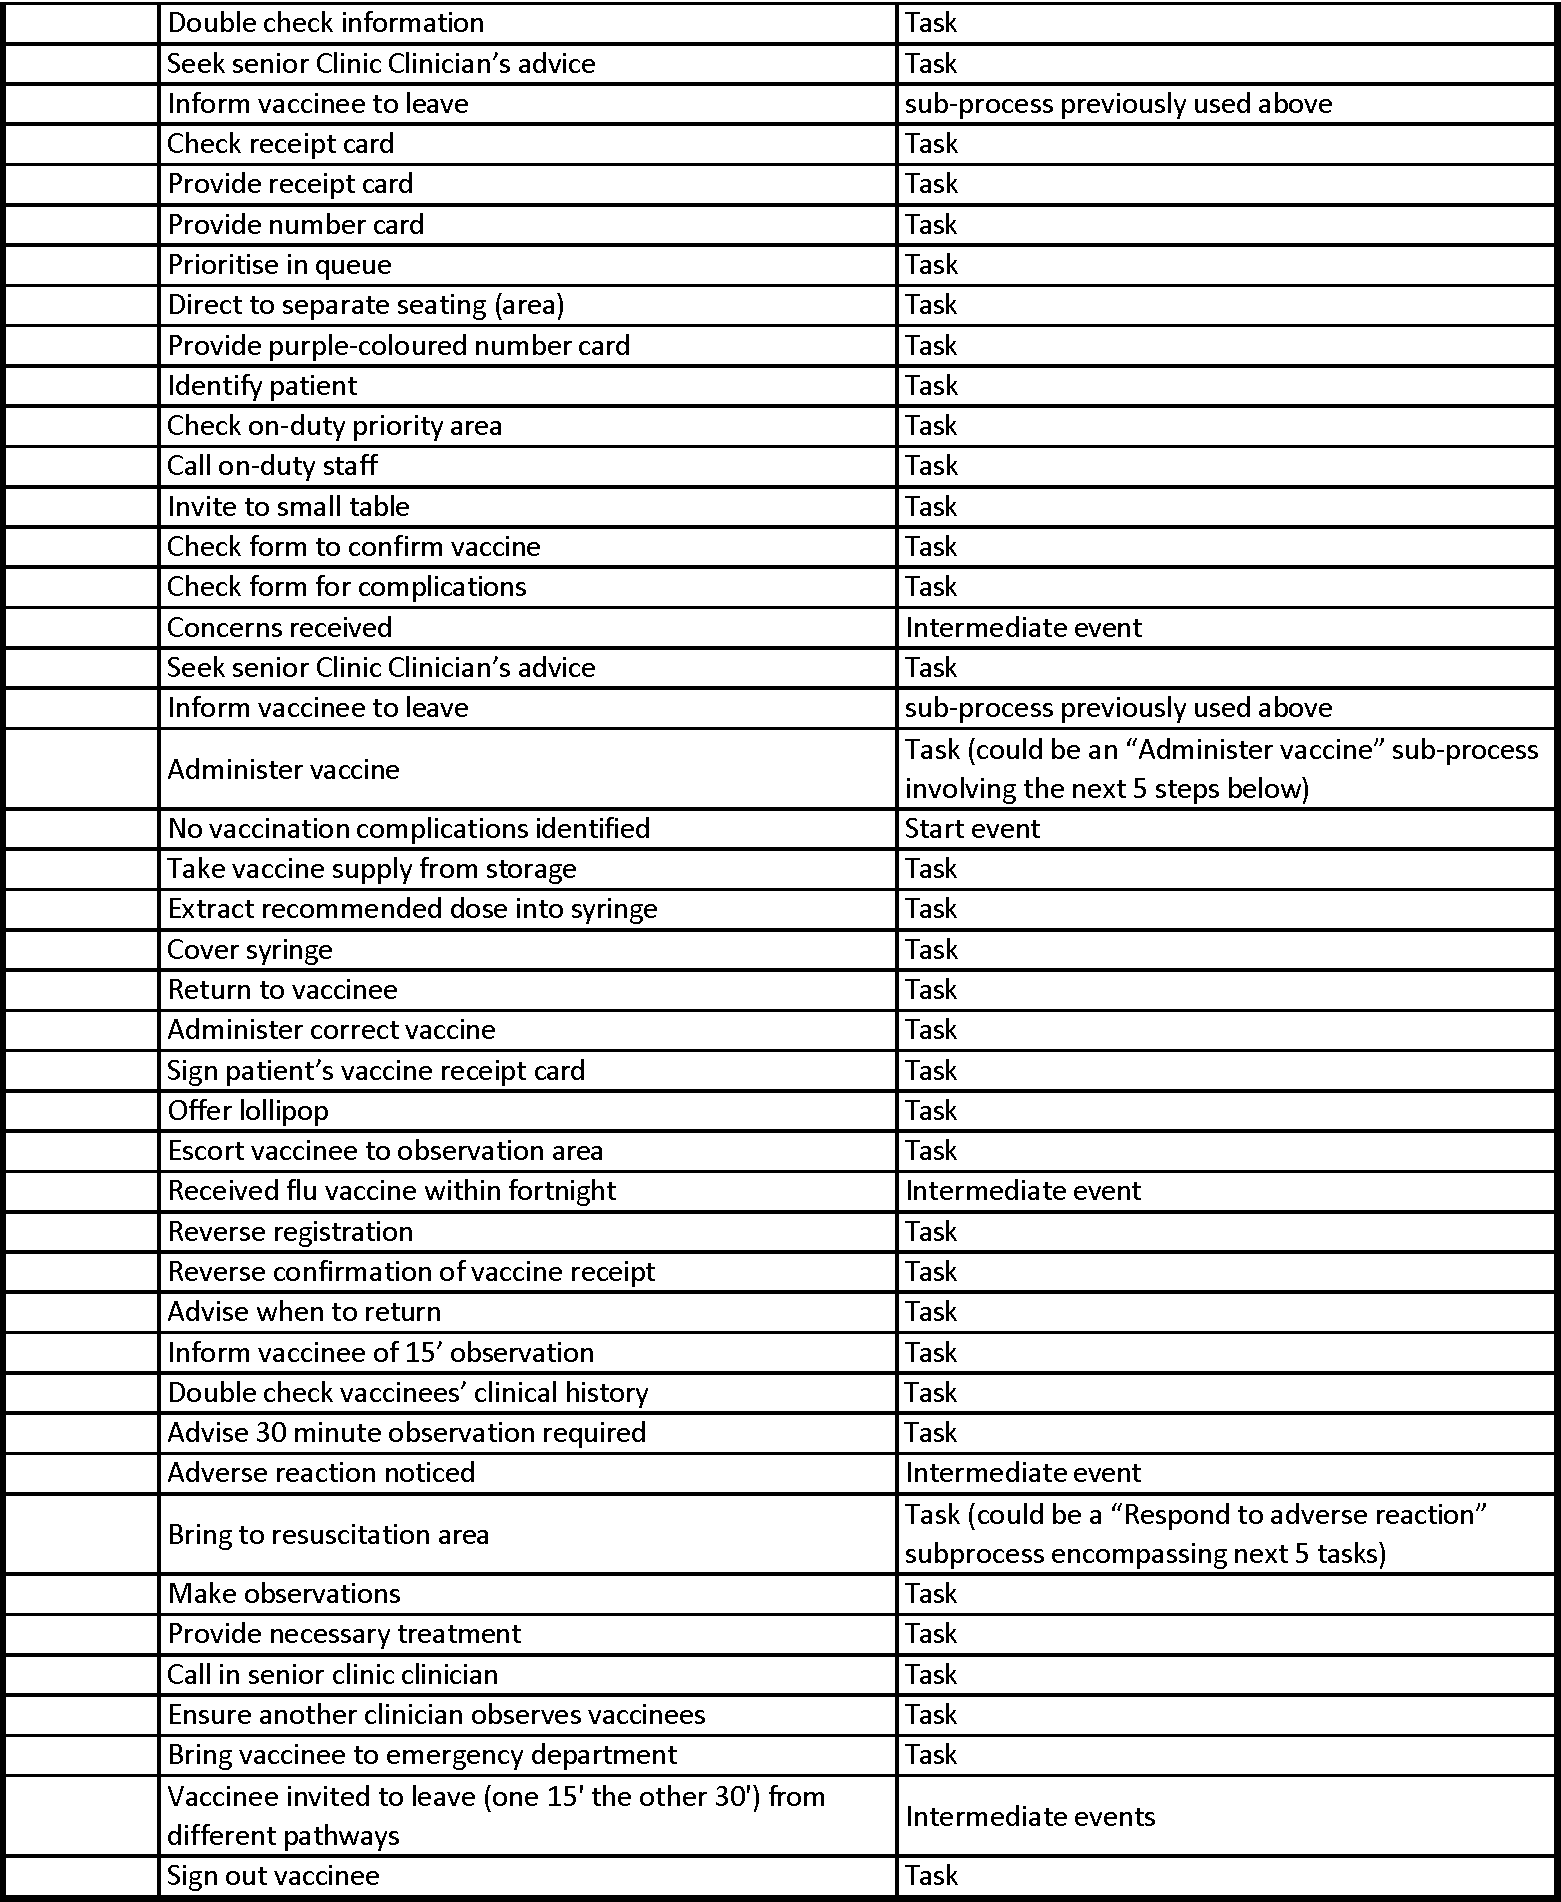 Double check information Task
Seek senior Clinic Clinician’s advice Task
Inform vaccinee to leave sub-process previously used above
Check receipt card Task
Provide receipt card Task
Provide number card Task
Prioritise in queue Task
Direct to separate seating (area) Task
Provide purple-coloured number card Task
Identify patient Task
Check on-duty priority area Task
Call on-duty staff Task
Invite to small table Task
Check form to confirm vaccine Task
Check form for complications Task
Concerns received Intermediate event
Seek senior Clinic Clinician’s advice Task
Inform vaccinee to leave sub-process previously used above
Administer vaccine Task (could be an “Administer vaccine” sub-process
involving the next 5 steps below)
No vaccination complications identified Start event
Take vaccine supply from storage Task
Extract recommended dose into syringe Task
Cover syringe Task
Return to vaccinee Task
Administer correct vaccine Task
Sign patient’s vaccine receipt card Task
Offer lollipop Task
Escort vaccinee to observation area Task
Received flu vaccine within fortnight Intermediate event
Reverse registration Task
Reverse confirmation of vaccine receipt Task
Advise when to return Task
Inform vaccinee of 15’ observation Task
Double check vaccinees’ clinical history Task
Advise 30 minute observation required Task
Adverse reaction noticed Intermediate event
Bring to resuscitation area Task (could be a “Respond to adverse reaction”
subprocess encompassing next 5 tasks)
Make observations Task
Provide necessary treatment Task
Call in senior clinic clinician Task
Ensure another clinician observes vaccinees Task
Bring vaccinee to emergency department Task
Vaccinee invited to leave (one 15' the other 30') from
different pathways Intermediate events
Sign out vaccinee Task